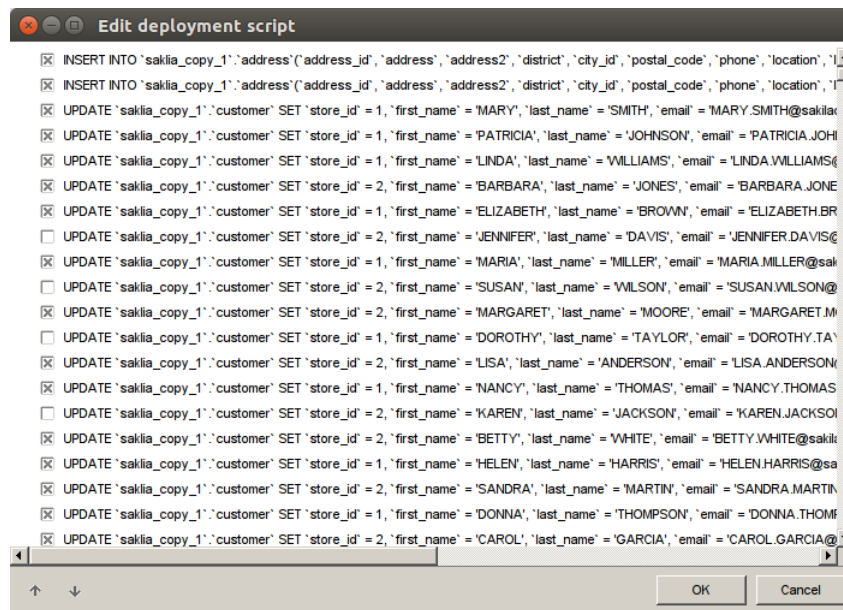 Edit deployment script
INSERT INTO `saklia_copy_1`.`address`(`address_id`, `address`, `address2`, `district`, `city_id`, `postal_code`, `phone`, `location`, `l
INSERT INTO `saklia_copy_1`.`address`(`address_id`, `address`, `address2`, `district`, `city_id`, `postal_code`, `phone`, `location`, `l
UPDATE `saklia_copy_1`.`customer` SET `store_id` = 1, `first_name` = 'MARY', `last_name` = 'SMITH', `email` = 'MARY.SMITH@sakilac
UPDATE `saklia_copy_1`.`customer` SET `store_id` = 1, `first_name` = 'PATRICIA', `last_name` = 'JOHNSON', `email` = 'PATRICIA.JOH
UPDATE `saklia_copy_1`.`customer` SET `store_id` = 1, `first_name` = 'LINDA', `last_name` = 'WILLIAMS', `email` = 'LINDA.WILLIAMS@
UPDATE `saklia_copy_1`.`customer` SET `store_id` = 2, `first_name` = 'BARBARA', `last_name` = 'JONES', `email` = 'BARBARA.JONE
UPDATE `saklia_copy_1`.`customer` SET `store_id` = 1, `first_name` = 'ELIZABETH', `last_name` = 'BROWN', `email` = 'ELIZABETH.BR
UPDATE `saklia_copy_1`.`customer` SET `store_id` = 2, `first_name` = 'JENNIFER', `last_name` = 'DAVIS', `email` = 'JENNIFER.DAVIS@
UPDATE `saklia_copy_1`.`customer` SET `store_id` = 1, `first_name` = 'MARIA', `last_name` = 'MILLER', `email` = 'MARIA.MILLER@sak
UPDATE `saklia_copy_1`.`customer` SET `store_id` = 2, `first_name` = 'SUSAN', `last_name` = 'WILSON', `email` = 'SUSAN.WILSON@
UPDATE `saklia_copy_1`.`customer` SET `store_id` = 2, `first_name` = 'MARGARET', `last_name` = 'MOORE', `email` = 'MARGARET.M
UPDATE `saklia_copy_1`.`customer` SET `store_id` = 1, `first_name` = 'DOROTHY', `last_name` = 'TAYLOR', `email` = 'DOROTHY.TAY
UPDATE `saklia_copy_1`.`customer` SET `store_id` = 2, `first_name` = 'LISA', `last_name` = 'ANDERSON', `email` = 'LISA.ANDERSON
UPDATE `saklia_copy_1`.`customer` SET `store_id` = 1, `first_name` = 'NANCY', `last_name` = 'THOMAS', `email` = 'NANCY.THOMAS
UPDATE `saklia_copy_1`.`customer` SET `store_id` = 2, `first_name` = 'KAREN', `last_name` = 'JACKSON', `email` = 'KAREN.JACKSO
UPDATE `saklia_copy_1`.`customer` SET `store_id` = 2, `first_name` = 'BETTY', `last_name` = 'WHITE', `email` = 'BETTY.WHITE@sakila
UPDATE `saklia_copy_1`.`customer` SET `store_id` = 1, `first_name` = 'HELEN', `last_name` = 'HARRIS', `email` = 'HELEN.HARRIS@sa
UPDATE `saklia_copy_1`.`customer` SET `store_id` = 2, `first_name` = 'SANDRA', `last_name` = 'MARTIN', `email` = 'SANDRA.MARTIN
UPDATE `saklia_copy_1`.`customer` SET `store_id` = 1, `first_name` = 'DONNA', `last_name` = 'THOMPSON', `email` = 'DONNA.THOM
UPDATE `saklia_copy_1`.`customer` SET `store_id` = 2, `first_name` = 'CAROL', `last_name` = 'GARCIA', `email` = 'CAROL.GARCIA@
OK Cancel